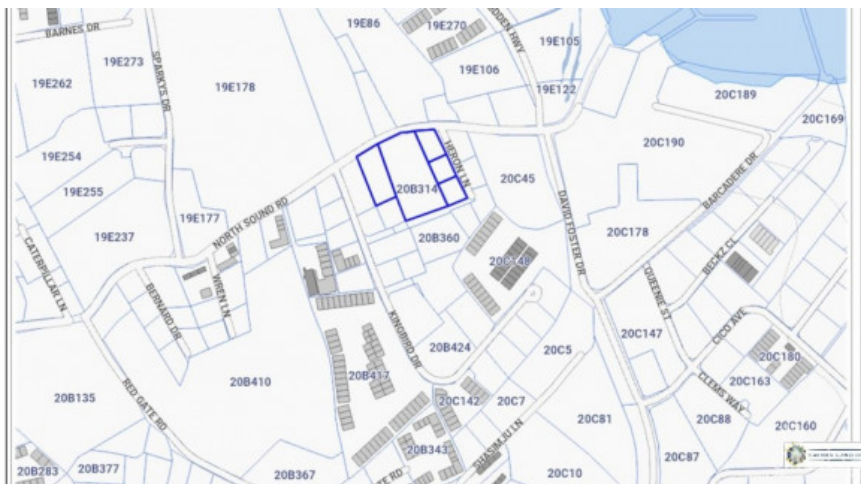 19E86
19E270
BARNES DR
19E105
19E273
19E106
19E262
19E178
SPARKYS DR
19E122
20C189
20C169
20C190
19E254
HERON LN
20B314
20C45
BARCADERE DR
19E255
19E177
NORTH SOUND RD
DAVID FOSTER DR
19E237
20B360
20C178
CATERPILLAR LN
20C148
BECKZ CL
WREN LN
BERNARD DR
QUEENIE ST
KINGBIRD DR
20C147
CICO AVE
20B424
20C5
20C180
20B417
20B410
20C163
RED GATE RD
20B135
20C142
20C7
CLEMS WAY
20C81
20C88
20C160
20B343
20B283
20B377
20B367
20C87
20C10